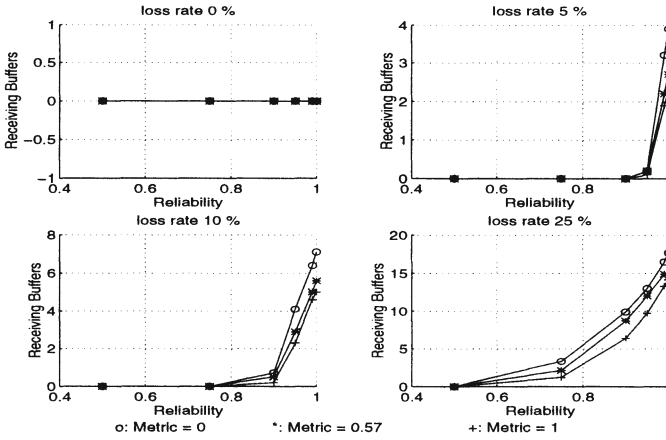 loss rate 0 %
1
0.5
0
−0.5
−1
Receiving Buffers
0.4
0.6
0.8
1
Reliability
loss rate 5 %
4
3
2
1
0
Receiving Buffers
0.4
0.6
0.8
Reliability
loss rate 10 %
8
6
4
2
0
Receiving Buffers
0.4
0.6
0.8
1
Reliability
loss rate 25 %
20
15
10
5
0
Receiving Buffers
0.4
0.6
0.8
Reliability
o: Metric = 0
*: Metric = 0.57
+: Metric = 1